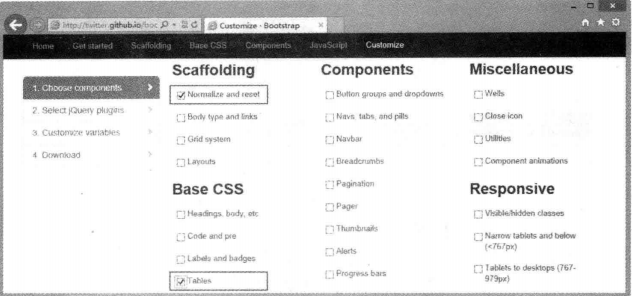 http://twitter.github.io/boc
Customize · Bootstrap
Home Get started Scaffolding Base CSS Components JavaScript Customize
1. Choose components
2. Select jQuery plugins
3. Customize variables
4. Download
Scaffolding
Normalize and reset
Body type and links
Grid system
Layouts
Base CSS
Headings, body, etc
Code and pre
Labels and badges
Tables
Components
Button groups and dropdowns
Navs, tabs, and pills
Navbar
Breadcrumbs
Pagination
Pager
Thumbnails
Alerts
Progress bars
Miscellaneous
Wells
Close icon
Utilities
Component animations
Responsive
Visible/hidden classes
Narrow tablets and below
(<767px)
Tablets to desktops (767-
979px)